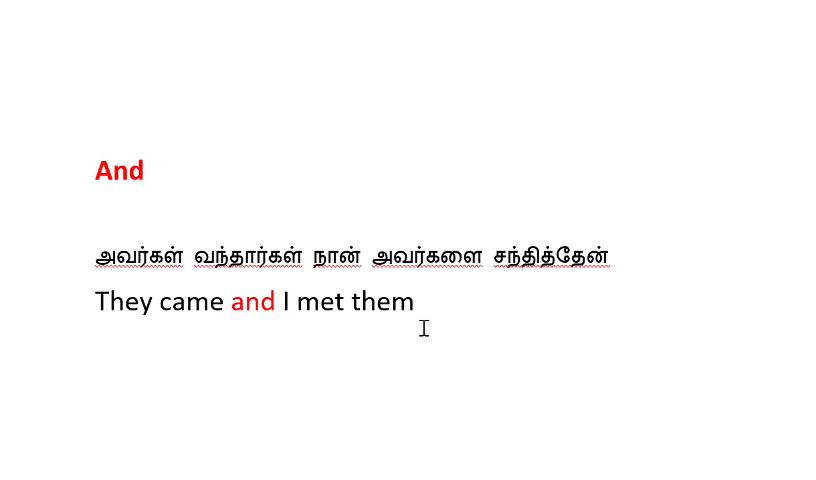 And
அவர்கள் வந்தார்கள் நான் அவர்களை சந்தித்தேன்
They came and I met them